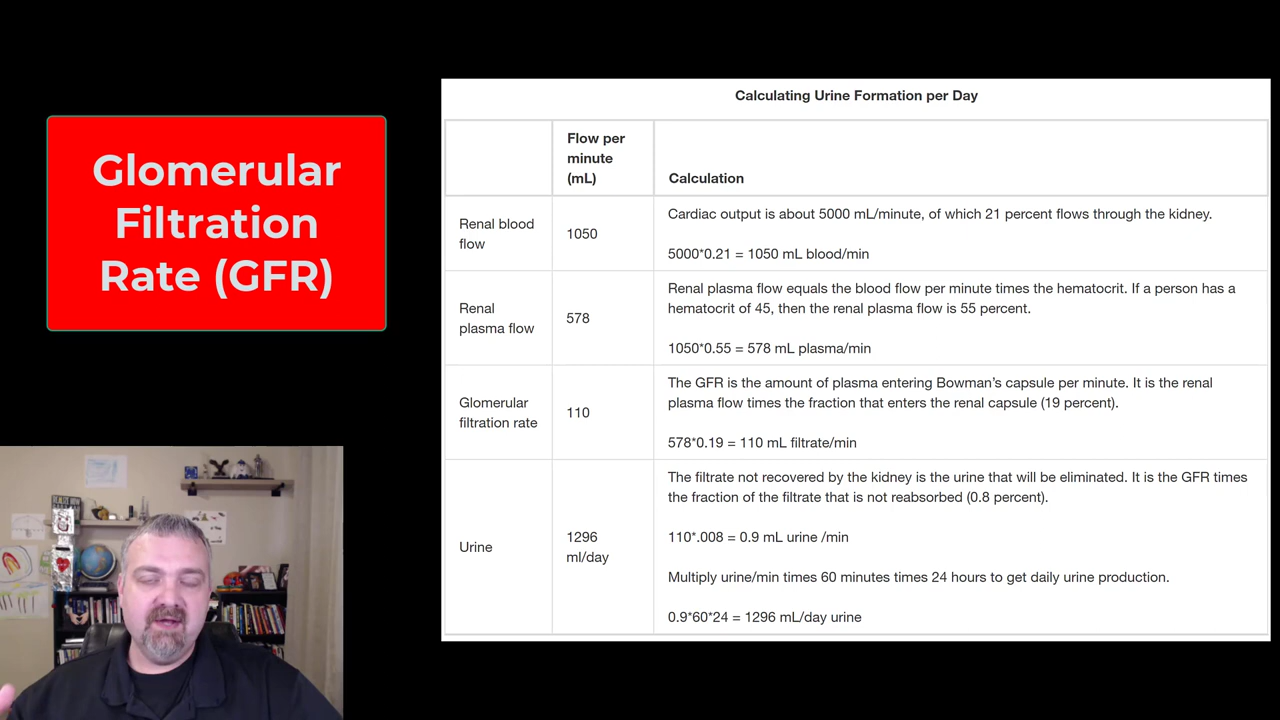 Glomerular
Filtration
Rate (GFR)
Calculating Urine Formation per Day
Flow per
minute
(mL)
Calculation
Renal blood
flow
1050
Cardiac output is about 5000 mL/minute, of which 21 percent flows through the kidney.
5000*0.21 = 1050 mL blood/min
Renal
plasma flow
578
Renal plasma flow equals the blood flow per minute times the hematocrit. If a person has a
hematocrit of 45, then the renal plasma flow is 55 percent.
1050*0.55 = 578 mL plasma/min
Glomerular
filtration rate
110
The GFR is the amount of plasma entering Bowman’s capsule per minute. It is the renal
plasma flow times the fraction that enters the renal capsule (19 percent).
578*0.19 = 110 mL filtrate/min
Urine
1296
ml/day
The filtrate not recovered by the kidney is the urine that will be eliminated. It is the GFR times
the fraction of the filtrate that is not reabsorbed (0.8 percent).
110*.008 = 0.9 mL urine /min
Multiply urine/min times 60 minutes times 24 hours to get daily urine production.
0.9*60*24 = 1296 mL/day urine